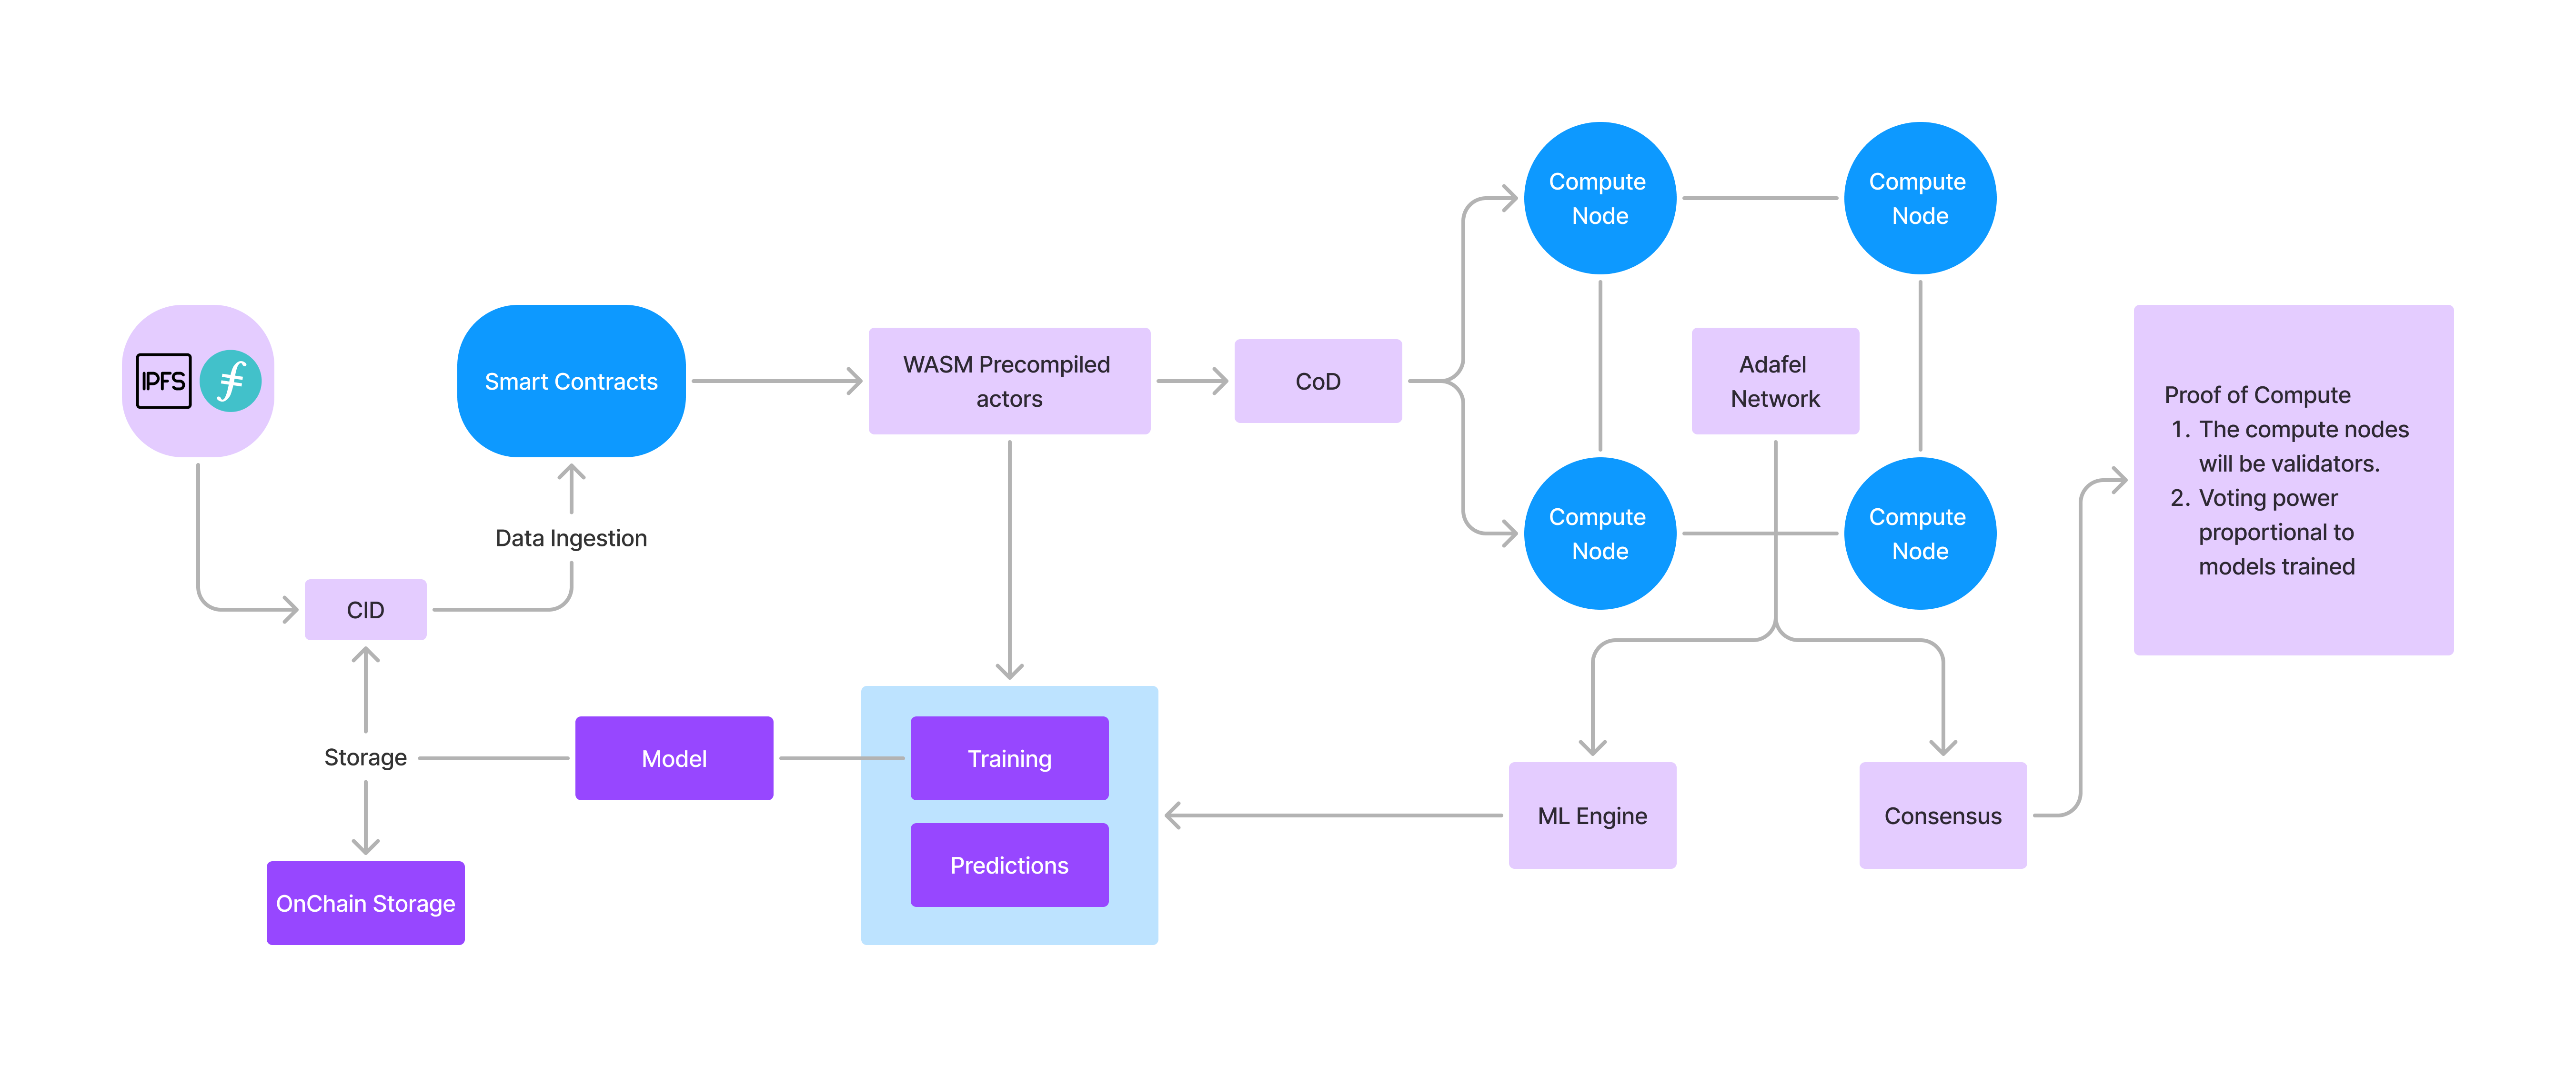 Compute
Node
Compute
Node
IPFS
Smart Contracts
WASM Precompiled
actors
CoD
Adafel
Network
Proof of Compute
1. The compute nodes
will be validators.
2. Voting power
proportional to
models trained
Compute
Node
Compute
Node
Data Ingestion
CID
Storage
Model
Training
Predictions
ML Engine
Consensus
OnChain Storage